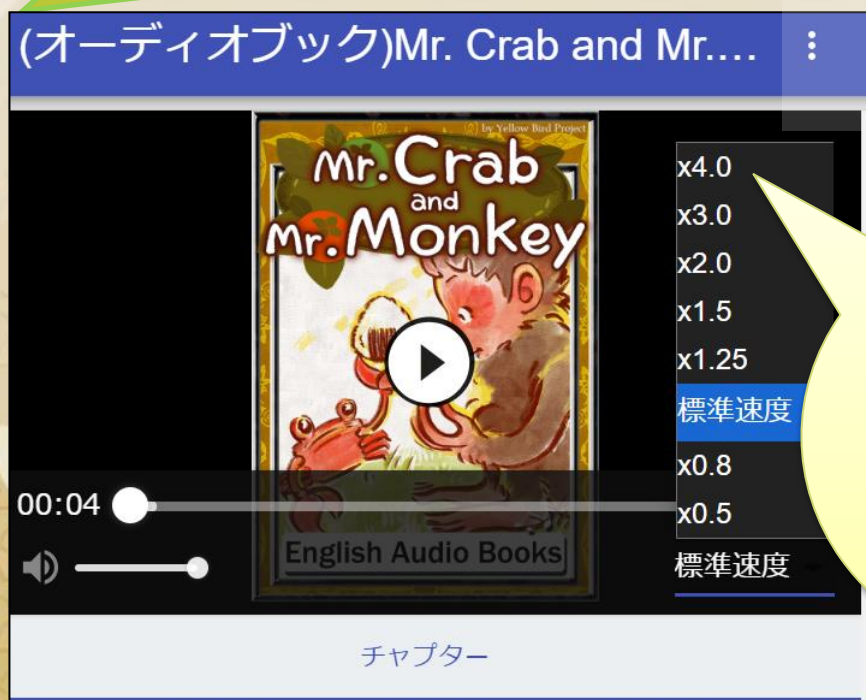 (オーディオブック)Mr. Crab and Mr....
by Yellow Bird Project
Mr.Crab
and
Mr.Monkey
x4.0
x3.0
x2.0
x1.5
x1.25
標準速度
x0.8
x0.5
00:04
English Audio Books
標準速度
チャプター